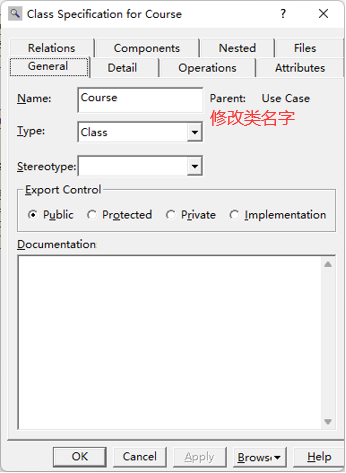 Class Specification for Course
Relations Components Nested Files
General Detail Operations Attributes
Name: Course Parent: Use Case
修改类名字
Type: Class
Stereotype:
Export Control
Public Protected Private Implementation
Documentation
OK Cancel Apply Browse Help